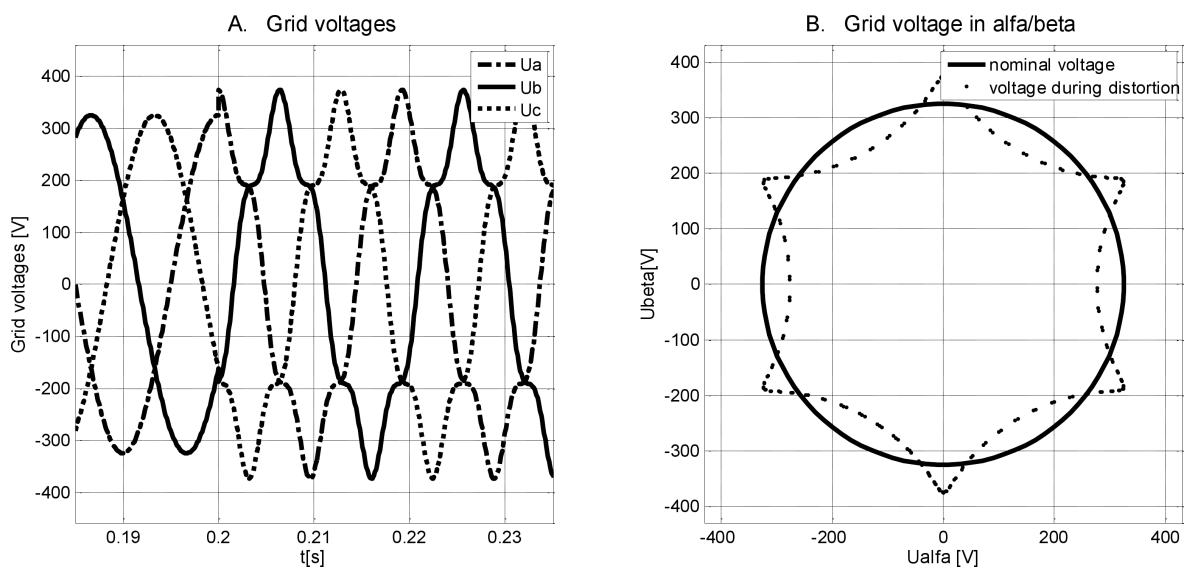 A. Grid voltages
Grid voltages [V]
400
300
200
100
0
-100
-200
-300
-400
0.19
0.2
0.21
0.22
0.23
t[s]
Ua
Ub
Uc
B. Grid voltage in alfa/beta
Ubeta[V]
400
300
200
100
0
-100
-200
-300
-400
-400
-200
0
200
400
Ualfa [V]
nominal voltage
voltage during distortion